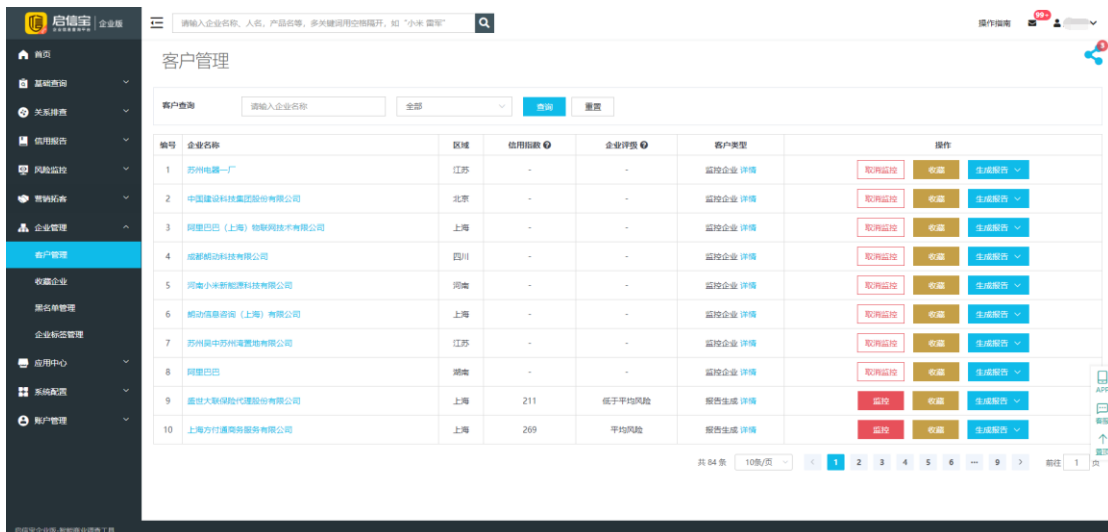 启信宝 企业版
请输入企业名称、人名、产品名等，多关键词用空格隔开，如 "小米 雷军"
操作指南 99+
首页
基础查询
关系排查
信用报告
风险监控
营销拓客
企业管理
客户管理
收藏企业
黑名单管理
企业标签管理
应用中心
系统配置
账户管理
启信宝企业版-智能商业调查工具
客户管理
3
客户查询 请输入企业名称 全部 查询 重置
编号 企业名称 区域 信用指数 企业评级 客户类型 操作
1 苏州电器一厂 江苏 - - 监控企业 详情 取消监控 收藏 生成报告
2 中国建设科技集团股份有限公司 北京 - - 监控企业 详情 取消监控 收藏 生成报告
3 阿里巴巴（上海）物联网技术有限公司 上海 - - 监控企业 详情 取消监控 收藏 生成报告
4 成都朗动科技有限公司 四川 - - 监控企业 详情 取消监控 收藏 生成报告
5 河南小米新能源科技有限公司 河南 - - 监控企业 详情 取消监控 收藏 生成报告
6 朗动信息咨询（上海）有限公司 上海 - - 监控企业 详情 取消监控 收藏 生成报告
7 苏州吴中苏州湾置地有限公司 江苏 - - 监控企业 详情 取消监控 收藏 生成报告
8 阿里巴巴 湖南 - - 监控企业 详情 取消监控 收藏 生成报告
9 盛世大联保险代理股份有限公司 上海 211 低于平均风险 报告生成 详情 监控 收藏 生成报告
10 上海方付通商务服务有限公司 上海 269 平均风险 报告生成 详情 监控 收藏 生成报告
共 84 条 10条/页 1 2 3 4 5 6 ... 9 前往 1 页
APP
客服
置顶